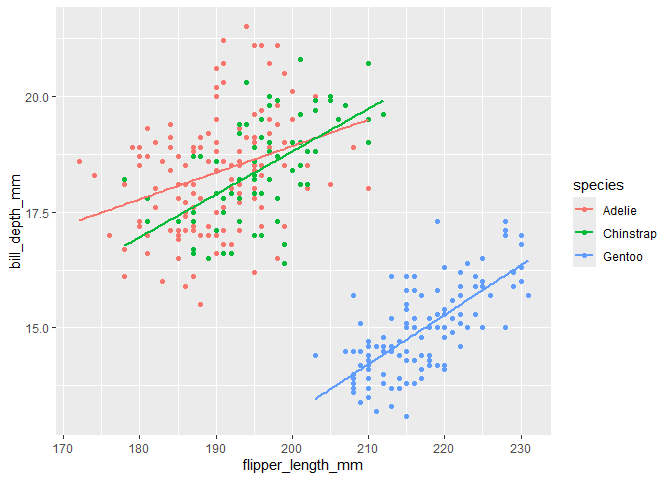 20.0
17.5
15.0
bill_depth_mm
170 180 190 200 210 220 230
flipper_length_mm
species
Adelie
Chinstrap
Gentoo